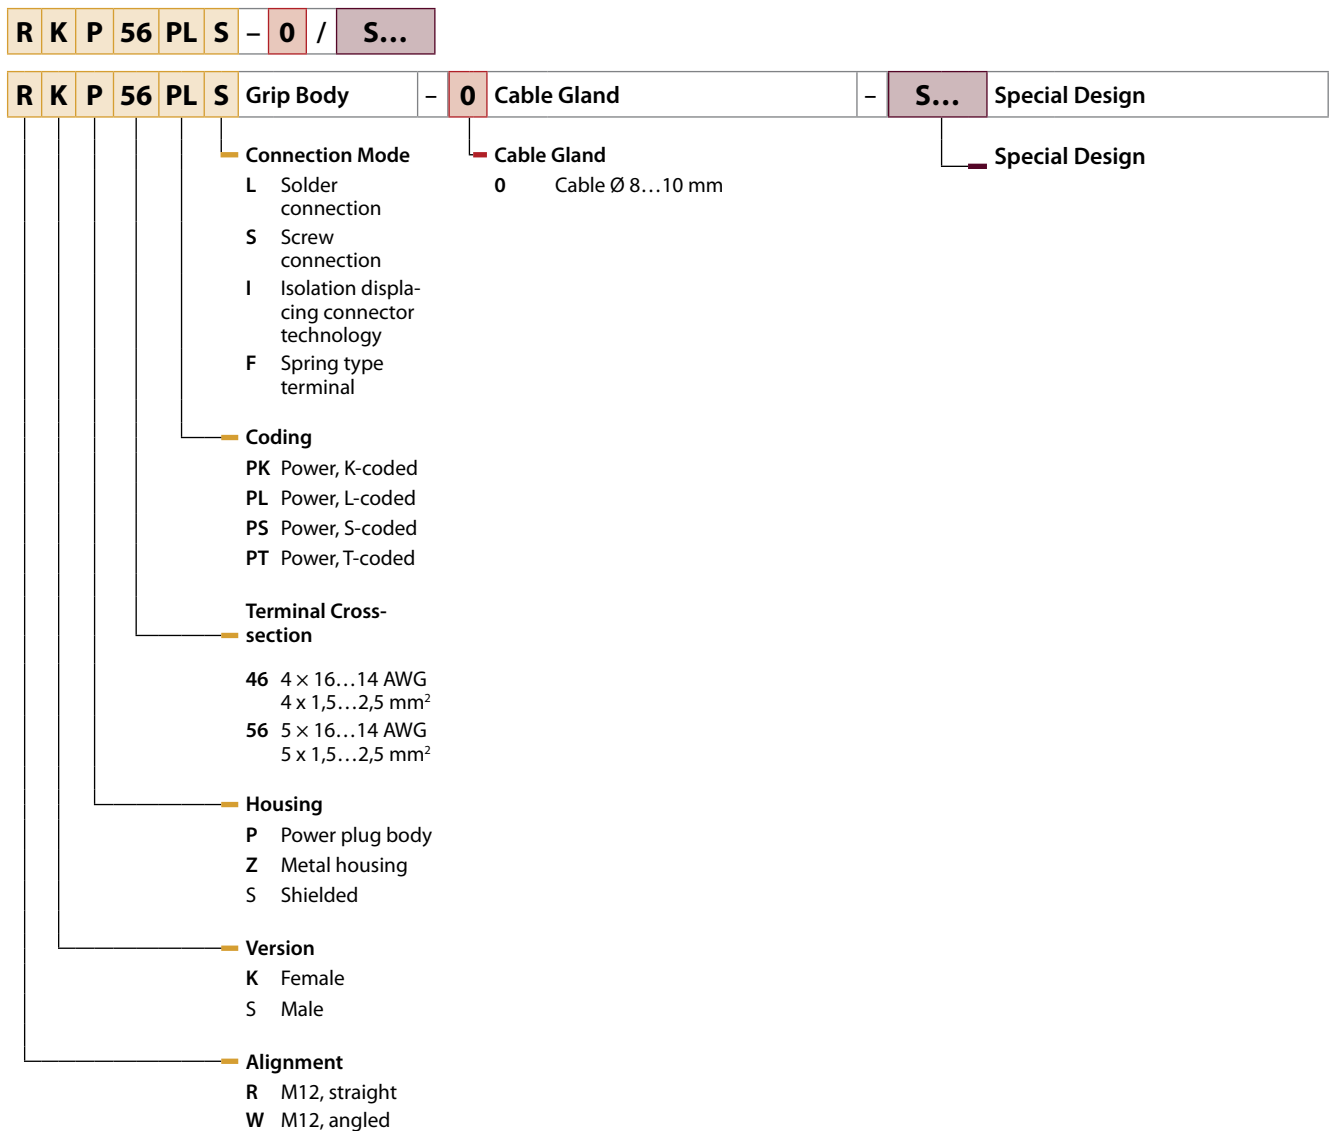 R K P 56 PL S – 0 / S…
R K P 56 PL S Grip Body – 0 Cable Gland – S… Special Design
Connection Mode
L Solder
connection
S Screw
connection
I Isolation displa-
cing connector
technology
F Spring type
terminal
Cable Gland
0 Cable Ø 8…10 mm
Special Design
Coding
PK Power, K-coded
PL Power, L-coded
PS Power, S-coded
PT Power, T-coded
Terminal Cross-
section
46 4 × 16…14 AWG
4 x 1,5…2,5 mm²
56 5 × 16…14 AWG
5 x 1,5…2,5 mm²
Housing
P Power plug body
Z Metal housing
S Shielded
Version
K Female
S Male
Alignment
R M12, straight
W M12, angled